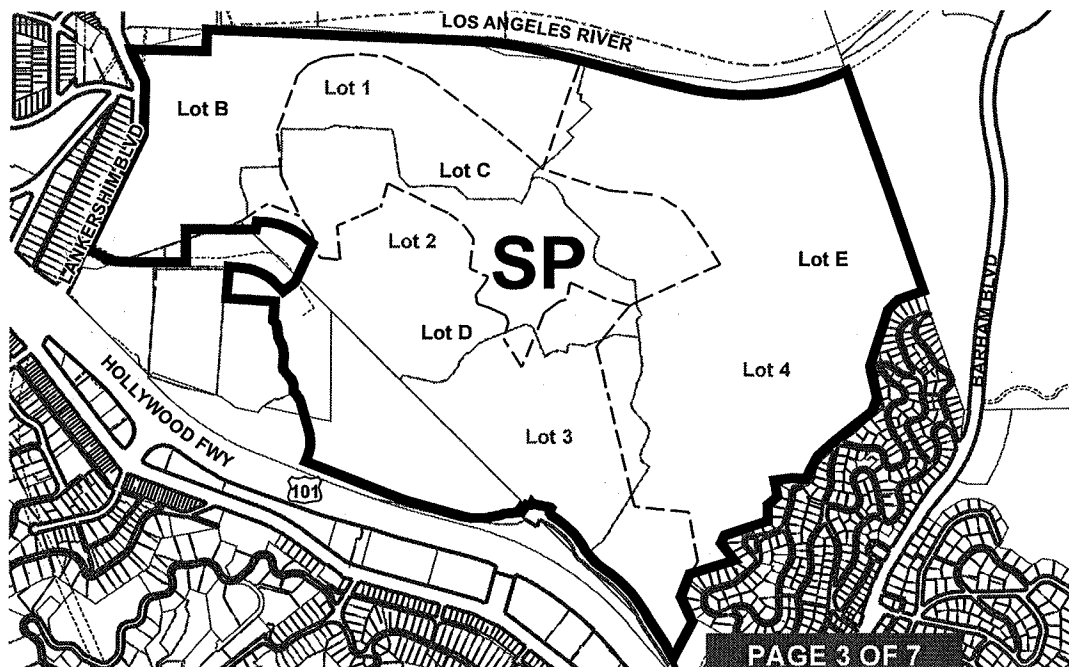 LOS ANGELES RIVER
Lot 1
Lot B
LANKERSHIM BLVD
Lot C
Lot 2
SP
Lot E
BARHAM BLVD
Lot D
Lot 4
HOLLYWOOD FWY
Lot 3
101
PAGE 3 OF 7